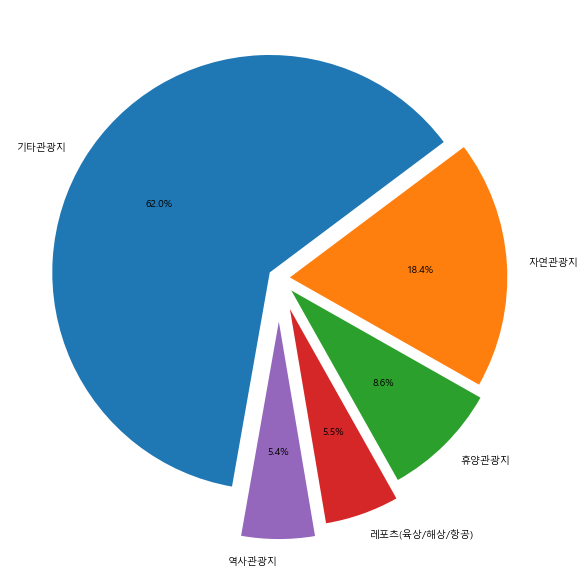 기타관광지
62.0%
자연관광지
18.4%
8.6%
휴양관광지
5.5%
레포츠(육상/해상/항공)
5.4%
역사관광지